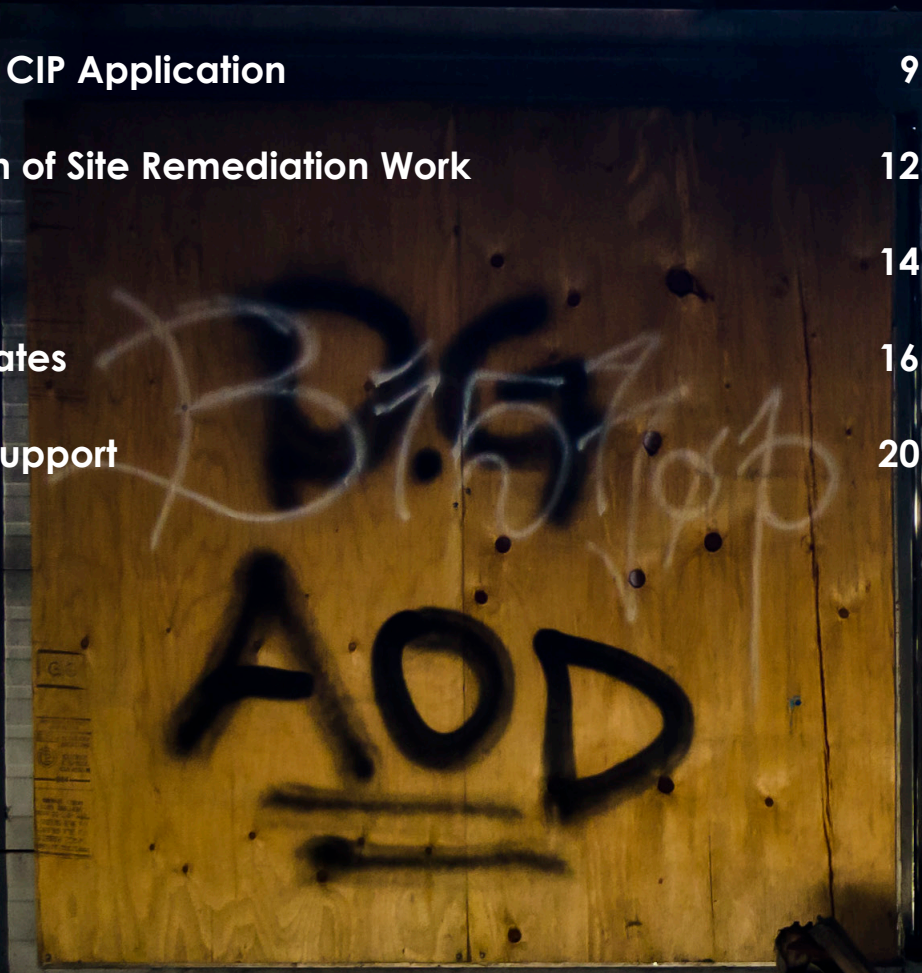 CIP Application 9
n of Site Remediation Work 12
14
ates 16
upport 20
B.G
AOD